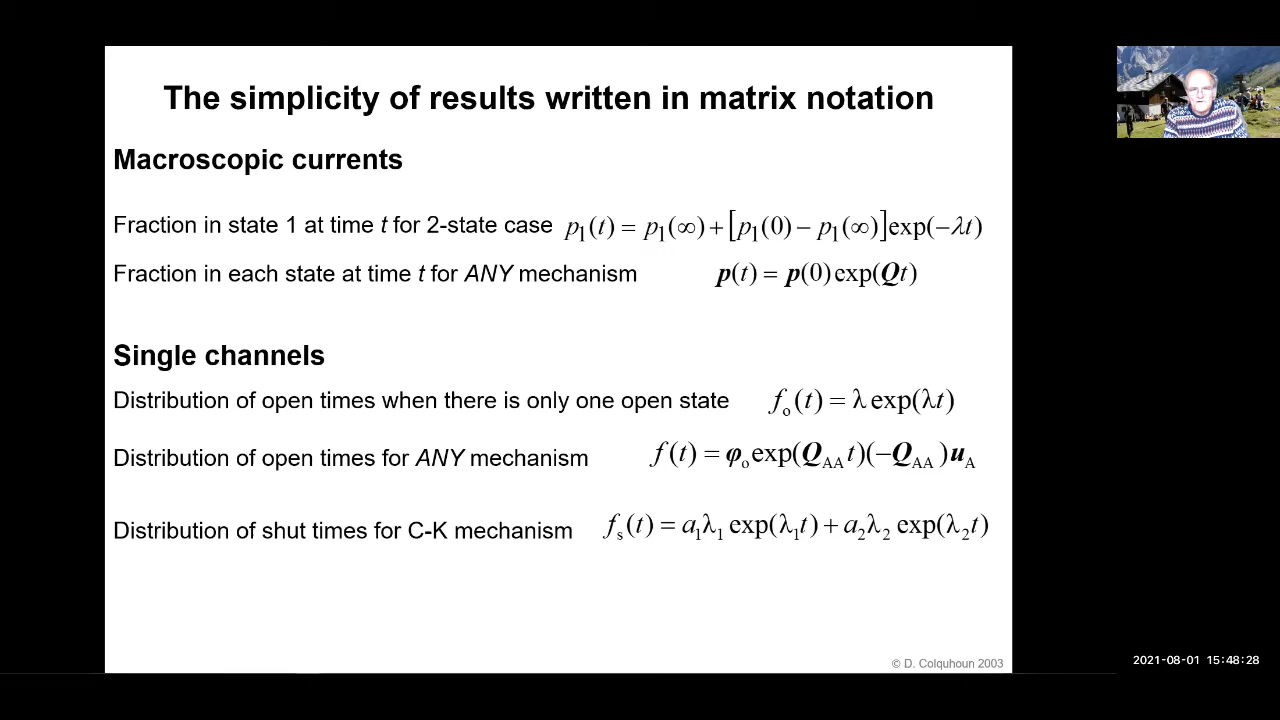 The simplicity of results written in matrix notation
Macroscopic currents
Fraction in state 1 at time t for 2-state case p₁(t) = p₁(∞) + [p₁(0) − p₁(∞)]exp(−λt)
Fraction in each state at time t for ANY mechanism p(t) = p(0)exp(Qt)
Single channels
Distribution of open times when there is only one open state fₒ(t) = λ exp(λt)
Distribution of open times for ANY mechanism f(t) = φₒ exp(Q_AA t)(−Q_AA)u_A
Distribution of shut times for C-K mechanism fₛ(t) = a₁λ₁ exp(λ₁t) + a₂λ₂ exp(λ₂t)
© D. Colquhoun 2003
2021-08-01 15:48:28